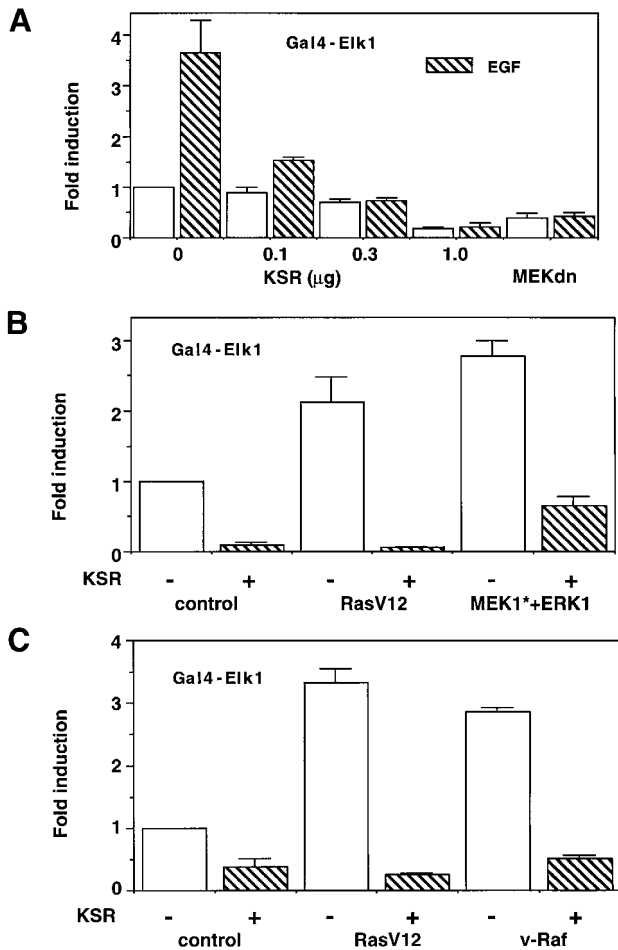 A
Gal4-Elk1
EGF
Fold induction
4
3
2
1
0
0 0.1 0.3 1.0 MEKdn
KSR (μg)
B
Gal4-Elk1
Fold induction
3
2
1
0
KSR - + - + - +
control RasV12 MEK1*+ERK1
C
Gal4-Elk1
Fold induction
4
3
2
1
0
KSR - + - + - +
control RasV12 v-Raf